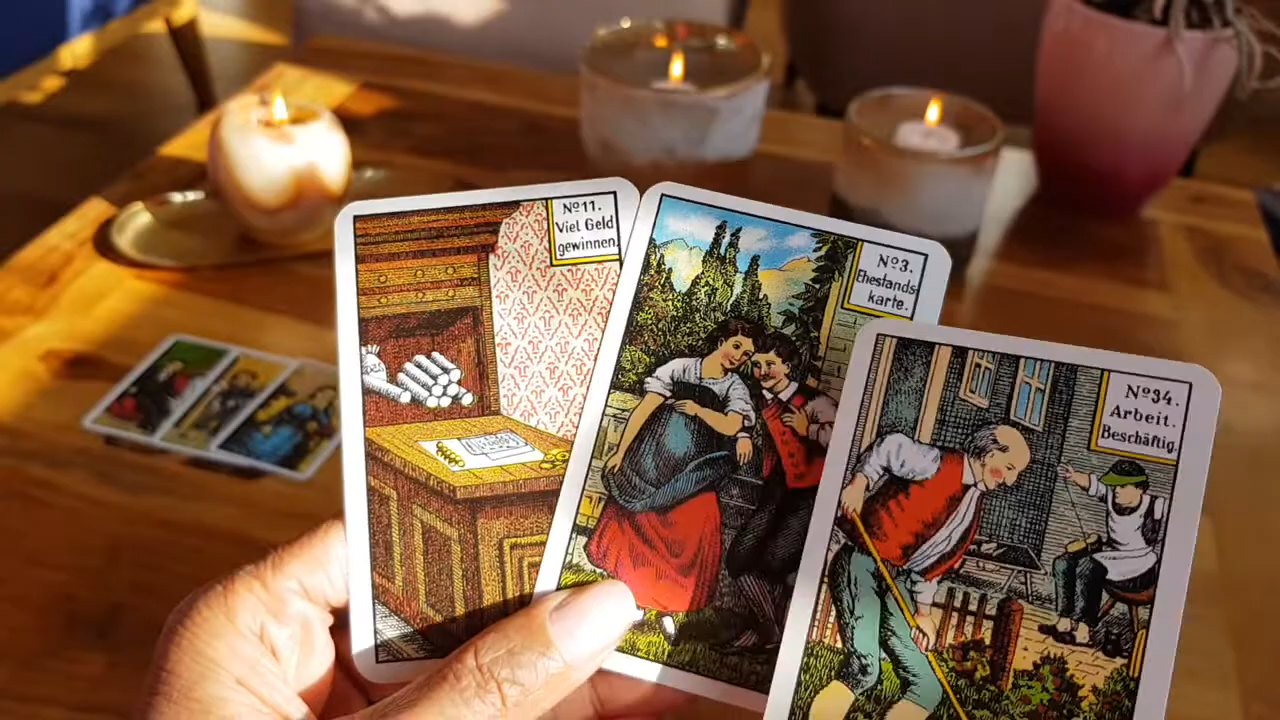 Nº11.
Viel Geld
gewinnen.
Nº3.
Ehestands-
karte.
Nº34.
Arbeit.
Beschäftig.